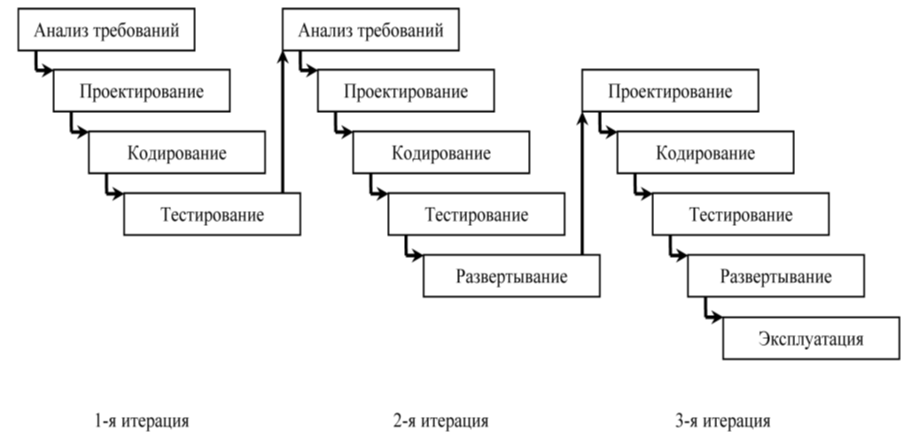 Анализ требований
Проектирование
Кодирование
Тестирование
Анализ требований
Проектирование
Кодирование
Тестирование
Развертывание
Проектирование
Кодирование
Тестирование
Развертывание
Эксплуатация
1-я итерация
2-я итерация
3-я итерация